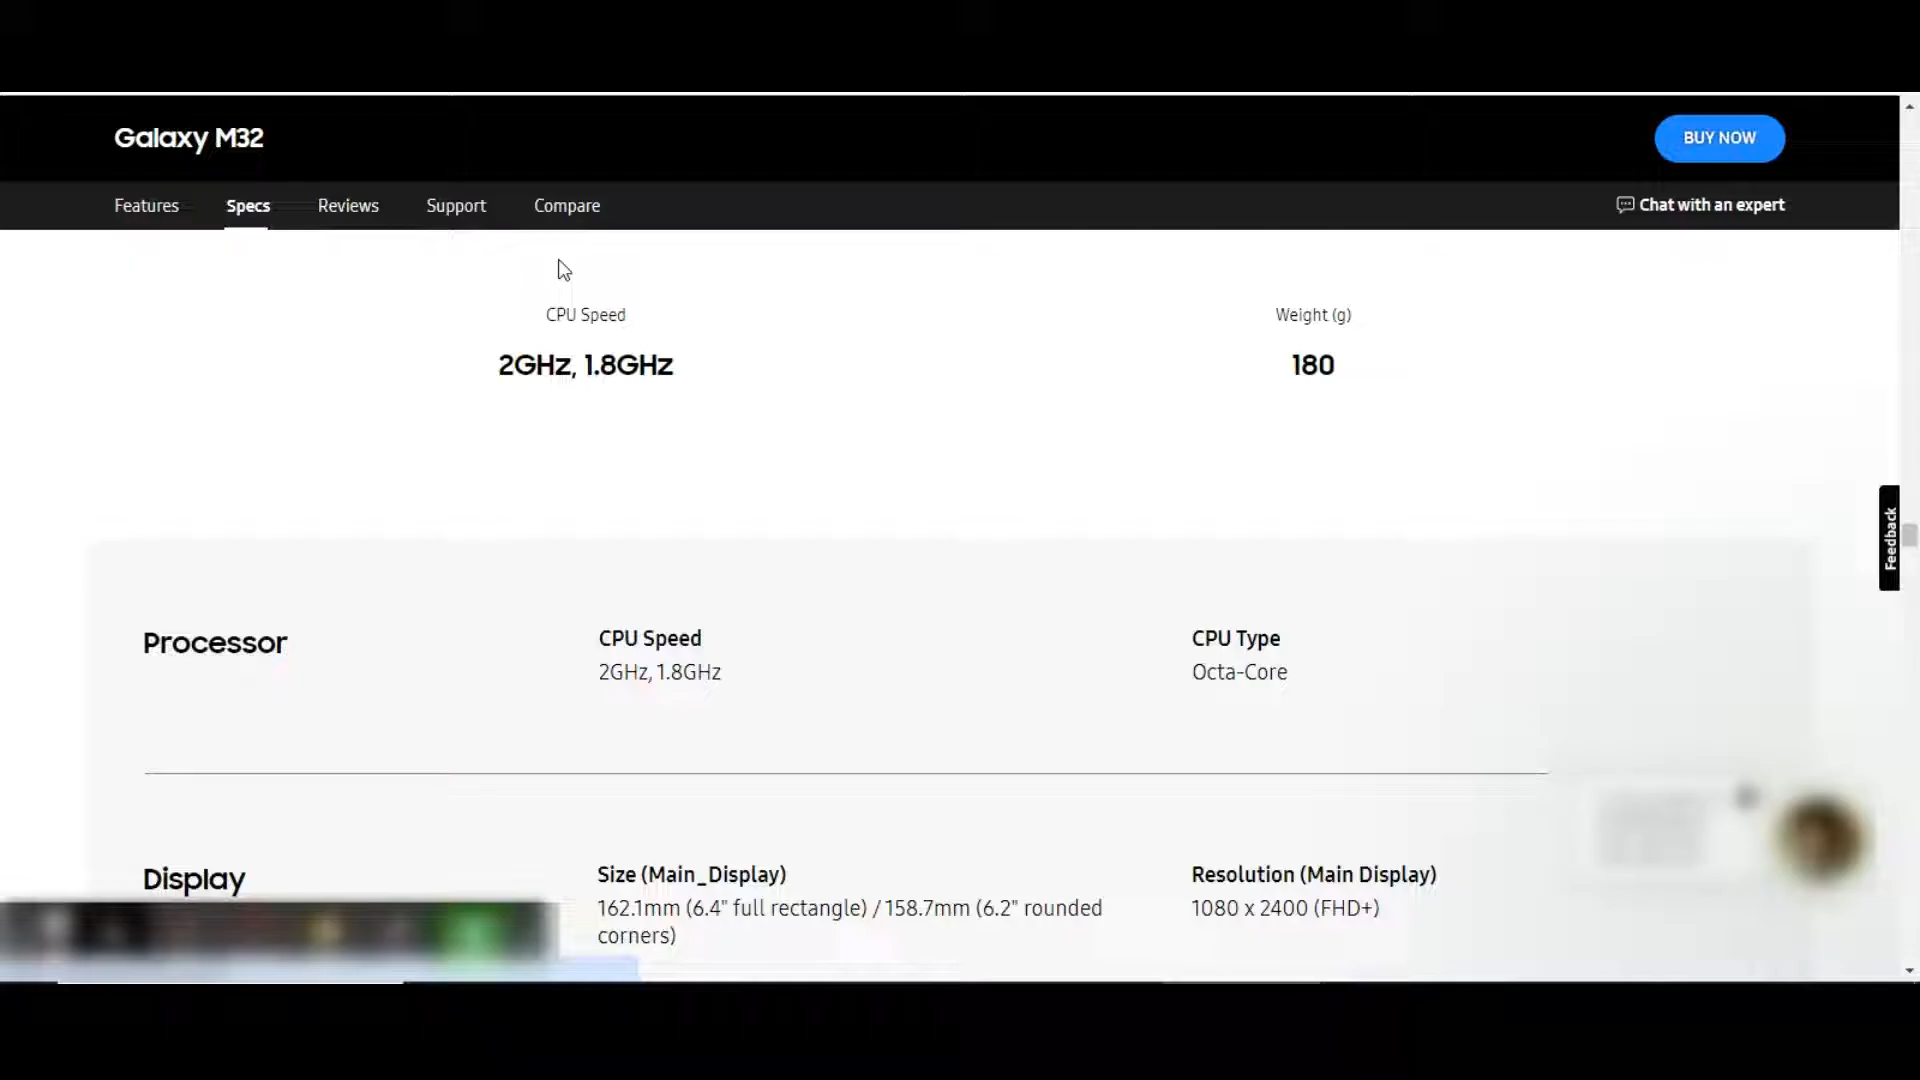 Galaxy M32
BUY NOW
Features Specs Reviews Support Compare
Chat with an expert
CPU Speed
2GHz, 1.8GHz
Weight (g)
180
Feedback
Processor
CPU Speed
2GHz, 1.8GHz
CPU Type
Octa-Core
Display
Size (Main_Display)
162.1mm (6.4" full rectangle) / 158.7mm (6.2" rounded
corners)
Resolution (Main Display)
1080 x 2400 (FHD+)